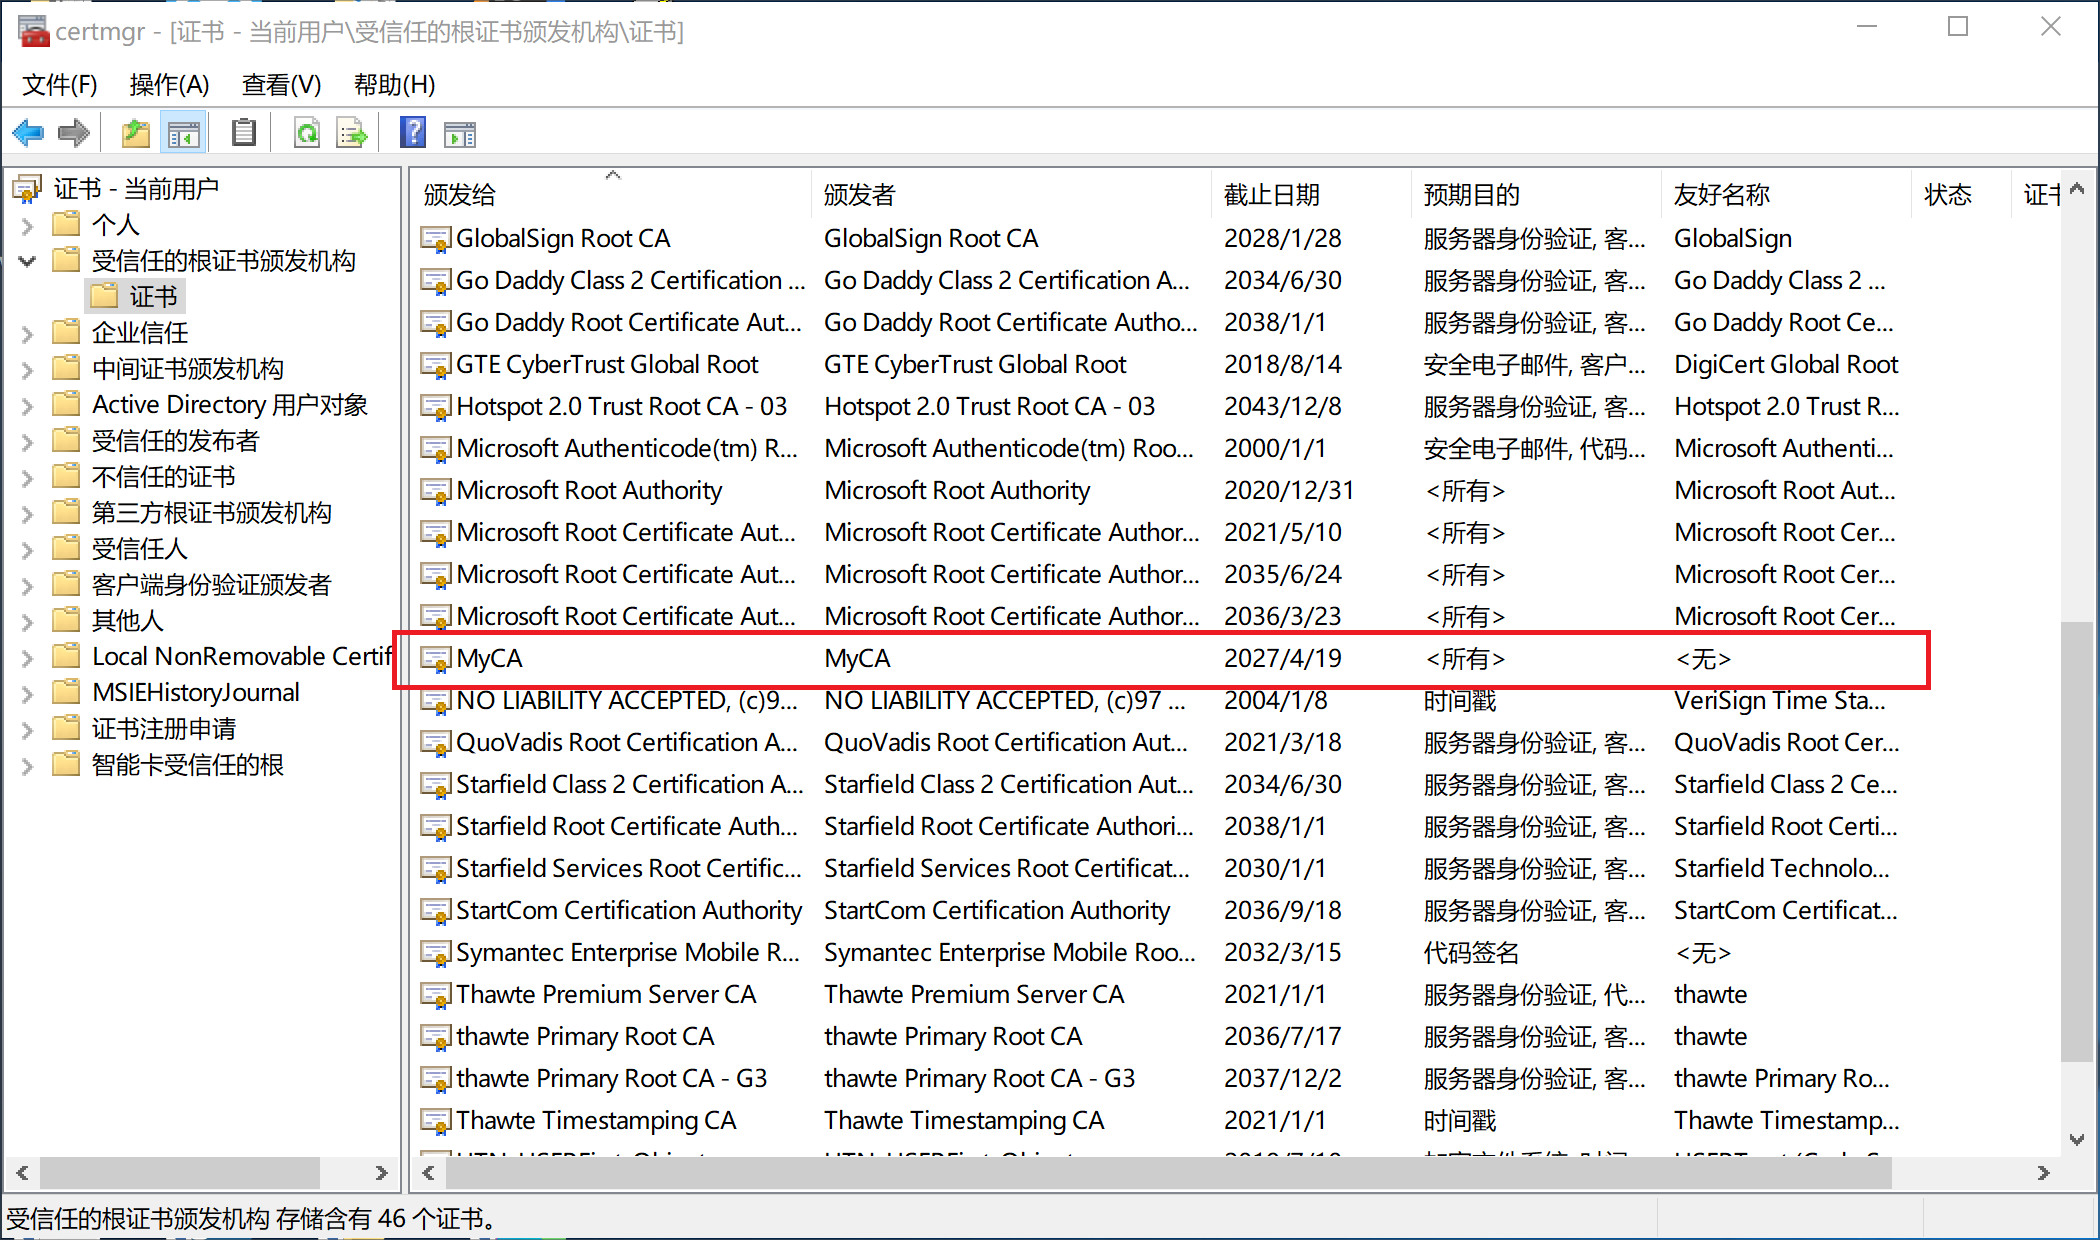 certmgr - [证书 - 当前用户\受信任的根证书颁发机构\证书]
文件(F) 操作(A) 查看(V) 帮助(H)
证书 - 当前用户
个人
受信任的根证书颁发机构
证书
企业信任
中间证书颁发机构
Active Directory 用户对象
受信任的发布者
不信任的证书
第三方根证书颁发机构
受信任人
客户端身份验证颁发者
其他人
Local NonRemovable Certif
MSIEHistoryJournal
证书注册申请
智能卡受信任的根
颁发给 颁发者 截止日期 预期目的 友好名称 状态 证书
GlobalSign Root CA GlobalSign Root CA 2028/1/28 服务器身份验证, 客... GlobalSign
Go Daddy Class 2 Certification ... Go Daddy Class 2 Certification A... 2034/6/30 服务器身份验证, 客... Go Daddy Class 2 ...
Go Daddy Root Certificate Aut... Go Daddy Root Certificate Autho... 2038/1/1 服务器身份验证, 客... Go Daddy Root Ce...
GTE CyberTrust Global Root GTE CyberTrust Global Root 2018/8/14 安全电子邮件, 客户... DigiCert Global Root
Hotspot 2.0 Trust Root CA - 03 Hotspot 2.0 Trust Root CA - 03 2043/12/8 服务器身份验证, 客... Hotspot 2.0 Trust R...
Microsoft Authenticode(tm) R... Microsoft Authenticode(tm) Roo... 2000/1/1 安全电子邮件, 代码... Microsoft Authenti...
Microsoft Root Authority Microsoft Root Authority 2020/12/31 <所有> Microsoft Root Aut...
Microsoft Root Certificate Aut... Microsoft Root Certificate Author... 2021/5/10 <所有> Microsoft Root Cer...
Microsoft Root Certificate Aut... Microsoft Root Certificate Author... 2035/6/24 <所有> Microsoft Root Cer...
Microsoft Root Certificate Aut... Microsoft Root Certificate Author... 2036/3/23 <所有> Microsoft Root Cer...
MyCA MyCA 2027/4/19 <所有> <无>
NO LIABILITY ACCEPTED, (c)9... NO LIABILITY ACCEPTED, (c)97 ... 2004/1/8 时间戳 VeriSign Time Sta...
QuoVadis Root Certification A... QuoVadis Root Certification Aut... 2021/3/18 服务器身份验证, 客... QuoVadis Root Cer...
Starfield Class 2 Certification A... Starfield Class 2 Certification Aut... 2034/6/30 服务器身份验证, 客... Starfield Class 2 Ce...
Starfield Root Certificate Auth... Starfield Root Certificate Authori... 2038/1/1 服务器身份验证, 客... Starfield Root Certi...
Starfield Services Root Certific... Starfield Services Root Certificat... 2030/1/1 服务器身份验证, 客... Starfield Technolo...
StartCom Certification Authority StartCom Certification Authority 2036/9/18 服务器身份验证, 客... StartCom Certificat...
Symantec Enterprise Mobile R... Symantec Enterprise Mobile Roo... 2032/3/15 代码签名 <无>
Thawte Premium Server CA Thawte Premium Server CA 2021/1/1 服务器身份验证, 代... thawte
thawte Primary Root CA thawte Primary Root CA 2036/7/17 服务器身份验证, 客... thawte
thawte Primary Root CA - G3 thawte Primary Root CA - G3 2037/12/2 服务器身份验证, 客... thawte Primary Ro...
Thawte Timestamping CA Thawte Timestamping CA 2021/1/1 时间戳 Thawte Timestamp...
受信任的根证书颁发机构 存储含有 46 个证书。